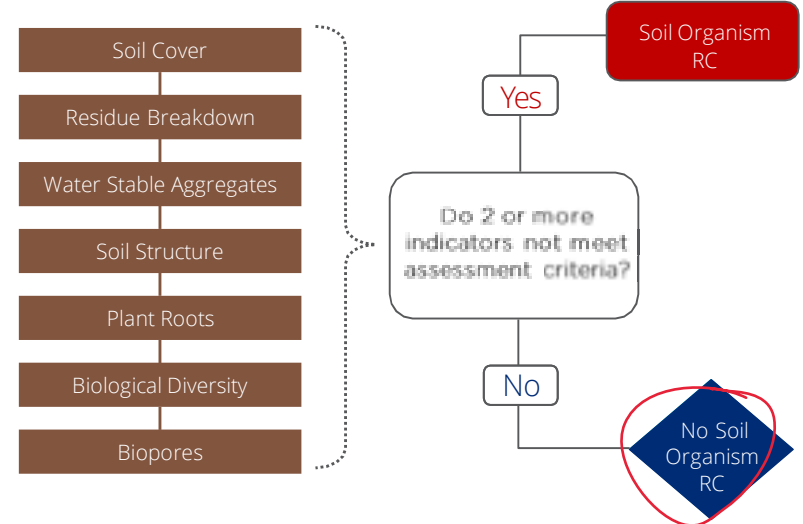 Soil Cover
Residue Breakdown
Water Stable Aggregates
Soil Structure
Plant Roots
Biological Diversity
Biopores
Soil Organism
RC
Yes
Do 2 or more
indicators not meet
assessment criteria?
No
No Soil
Organism
RC